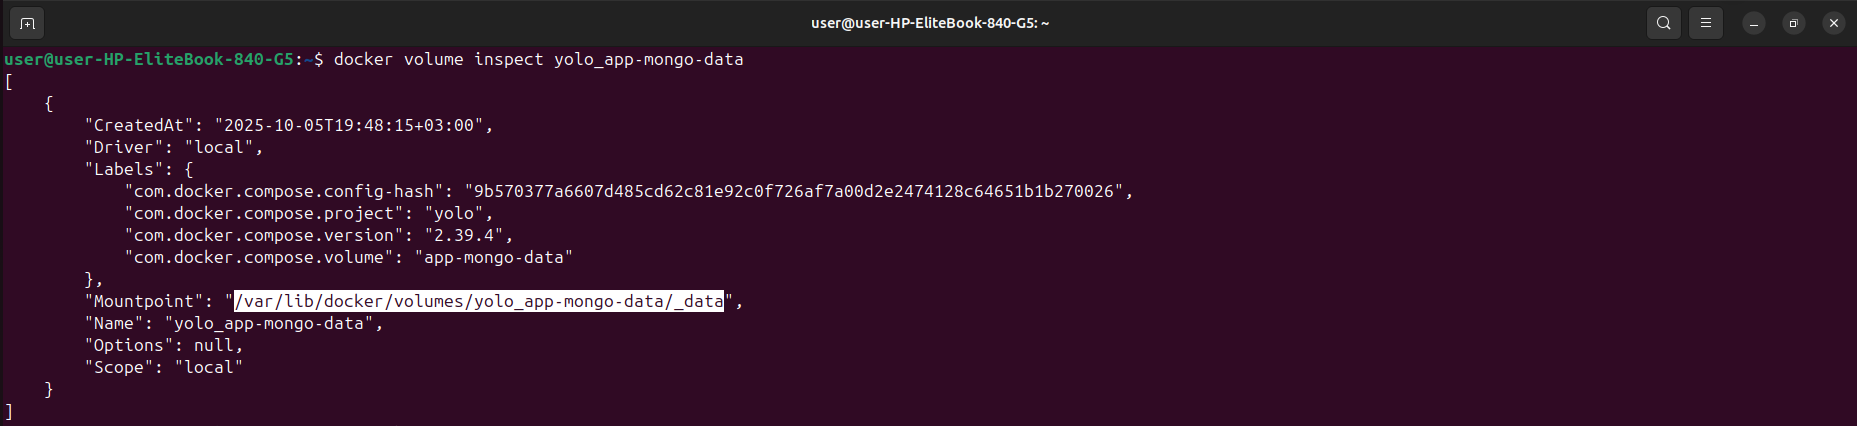 user@user-HP-EliteBook-840-G5: ~
user@user-HP-EliteBook-840-G5:~$ docker volume inspect yolo_app-mongo-data
[
    {
        "CreatedAt": "2025-10-05T19:48:15+03:00",
        "Driver": "local",
        "Labels": {
            "com.docker.compose.config-hash": "9b570377a6607d485cd62c81e92c0f726af7a00d2e2474128c64651b1b270026",
            "com.docker.compose.project": "yolo",
            "com.docker.compose.version": "2.39.4",
            "com.docker.compose.volume": "app-mongo-data"
        },
        "Mountpoint": "/var/lib/docker/volumes/yolo_app-mongo-data/_data",
        "Name": "yolo_app-mongo-data",
        "Options": null,
        "Scope": "local"
    }
]